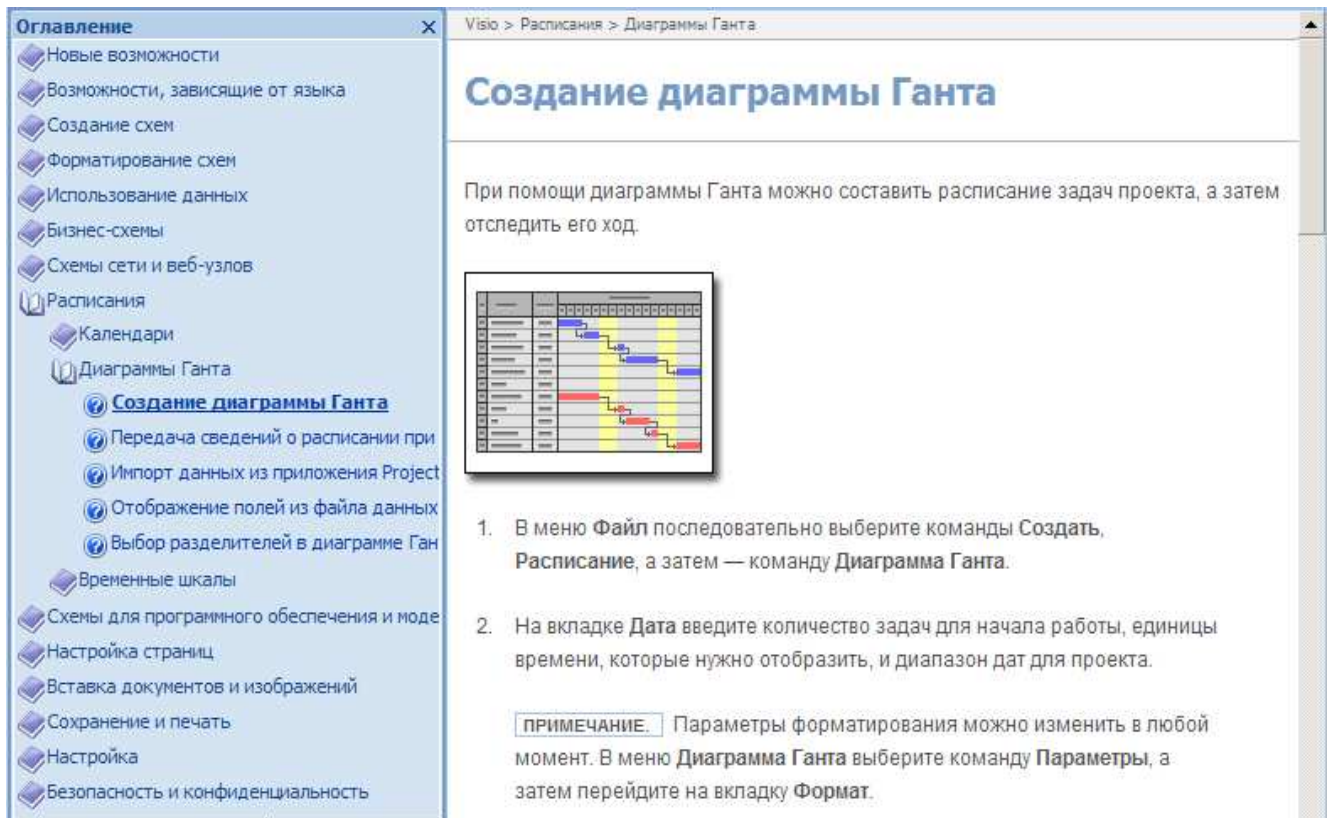 Оглавление
Новые возможности
Возможности, зависящие от языка
Создание схем
Форматирование схем
Использование данных
Бизнес-схемы
Схемы сети и веб-узлов
Расписания
Календари
Диаграммы Ганта
Создание диаграммы Ганта
Передача сведений о расписании при
Импорт данных из приложения Project
Отображение полей из файла данных
Выбор разделителей в диаграмме Ган
Временные шкалы
Схемы для программного обеспечения и моде
Настройка страниц
Вставка документов и изображений
Сохранение и печать
Настройка
Безопасность и конфиденциальность
Visio > Расписания > Диаграммы Ганта
Создание диаграммы Ганта
При помощи диаграммы Ганта можно составить расписание задач проекта, а затем
отследить его ход.
1. В меню Файл последовательно выберите команды Создать,
Расписание, а затем — команду Диаграмма Ганта.
2. На вкладке Дата введите количество задач для начала работы, единицы
времени, которые нужно отобразить, и диапазон дат для проекта.
ПРИМЕЧАНИЕ. Параметры форматирования можно изменить в любой
момент. В меню Диаграмма Ганта выберите команду Параметры, а
затем перейдите на вкладку Формат.